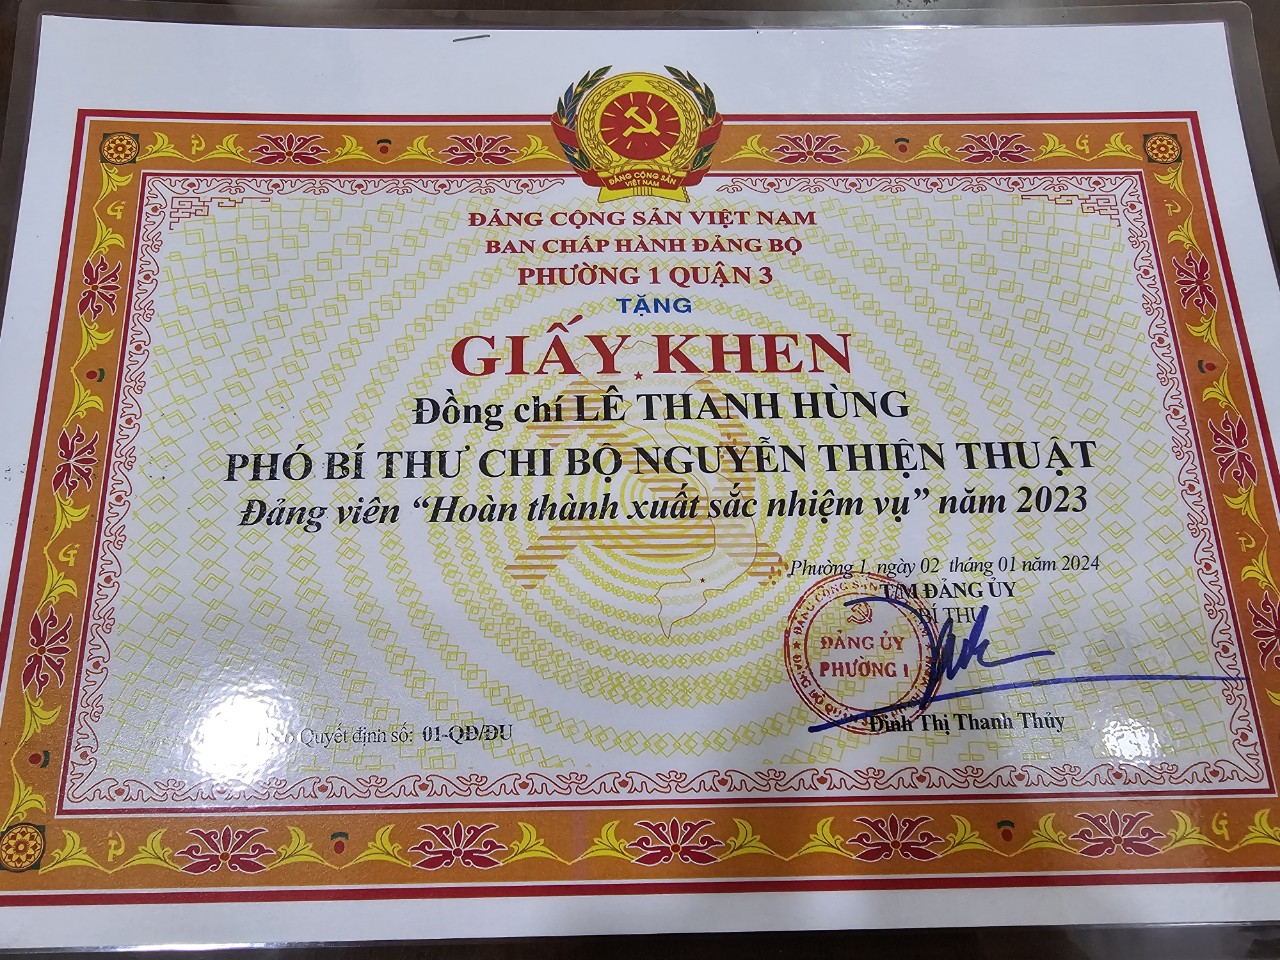 ĐẢNG CỘNG SẢN
VIỆT NAM
ĐẢNG CỘNG SẢN VIỆT NAM
BAN CHẤP HÀNH ĐẢNG BỘ
PHƯỜNG 1 QUẬN 3
TẶNG
GIẤY KHEN
Đồng chí LÊ THANH HÙNG
PHÓ BÍ THƯ CHI BỘ NGUYỄN THIỆN THUẬT
Đảng viên “Hoàn thành xuất sắc nhiệm vụ” năm 2023
Phường 1, ngày 02 tháng 01 năm 2024
T/M ĐẢNG ỦY
BÍ THƯ
ĐẢNG CỘNG SẢN
ĐẢNG ỦY
PHƯỜNG 1
Đinh Thị Thanh Thủy
Quyết định số: 01-QĐ/ĐU